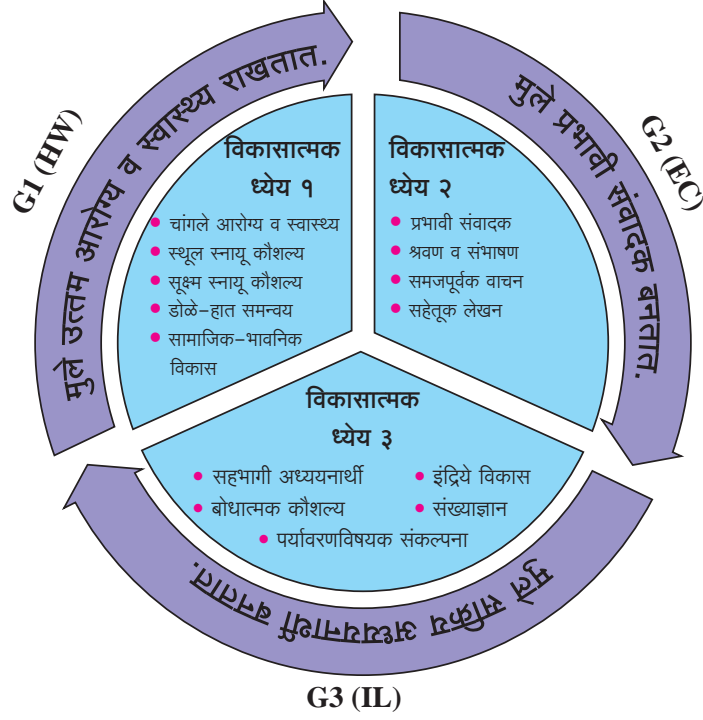 G1 (HW)
मुले उत्तम आरोग्य व स्वास्थ्य राखतात.
विकासात्मक
ध्येय १
चांगले आरोग्य व स्वास्थ्य
स्थूल स्नायू कौशल्य
सूक्ष्म स्नायू कौशल्य
डोळे-हात समन्वय
सामाजिक-भावनिक
विकास
G2 (EC)
मुले प्रभावी संवादक बनतात.
विकासात्मक
ध्येय २
प्रभावी संवादक
श्रवण व संभाषण
समजपूर्वक वाचन
सहेतूक लेखन
विकासात्मक
ध्येय ३
सहभागी अध्ययनार्थी
इंद्रिये विकास
बोधात्मक कौशल्य
संख्याज्ञान
पर्यावरणविषयक संकल्पना
मुले सक्रिय अध्ययनार्थी बनतात.
G3 (IL)